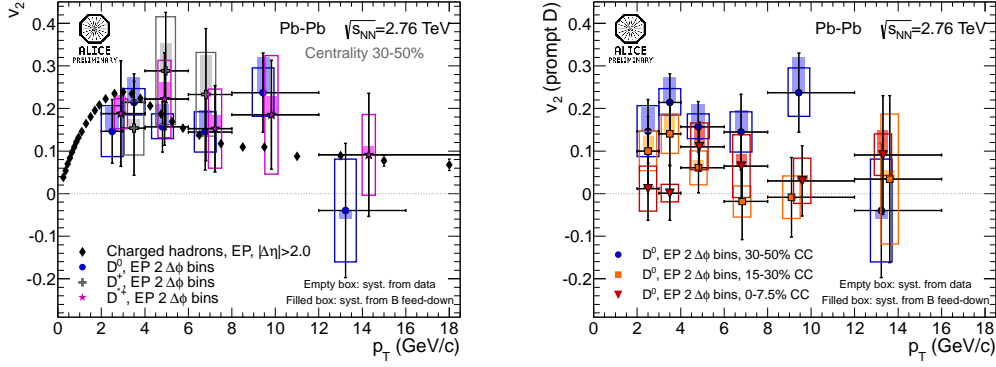 v2
0.4
0.3
0.2
0.1
0
-0.1
-0.2
ALICE
PRELIMINARY
Pb-Pb √sNN=2.76 TeV
Centrality 30-50%
Charged hadrons, EP, |Δη|>2.0
D0, EP 2 Δϕ bins
D+, EP 2 Δϕ bins
D*+, EP 2 Δϕ bins
Empty box: syst. from data
Filled box: syst. from B feed-down
0 2 4 6 8 10 12 14 16 18
pT (GeV/c)
v2 (prompt D)
0.4
0.3
0.2
0.1
0
-0.1
-0.2
ALICE
PRELIMINARY
Pb-Pb √sNN=2.76 TeV
D0, EP 2 Δϕ bins, 30-50% CC
D0, EP 2 Δϕ bins, 15-30% CC
D0, EP 2 Δϕ bins, 0-7.5% CC
Empty box: syst. from data
Filled box: syst. from B feed-down
0 2 4 6 8 10 12 14 16 18
pT (GeV/c)